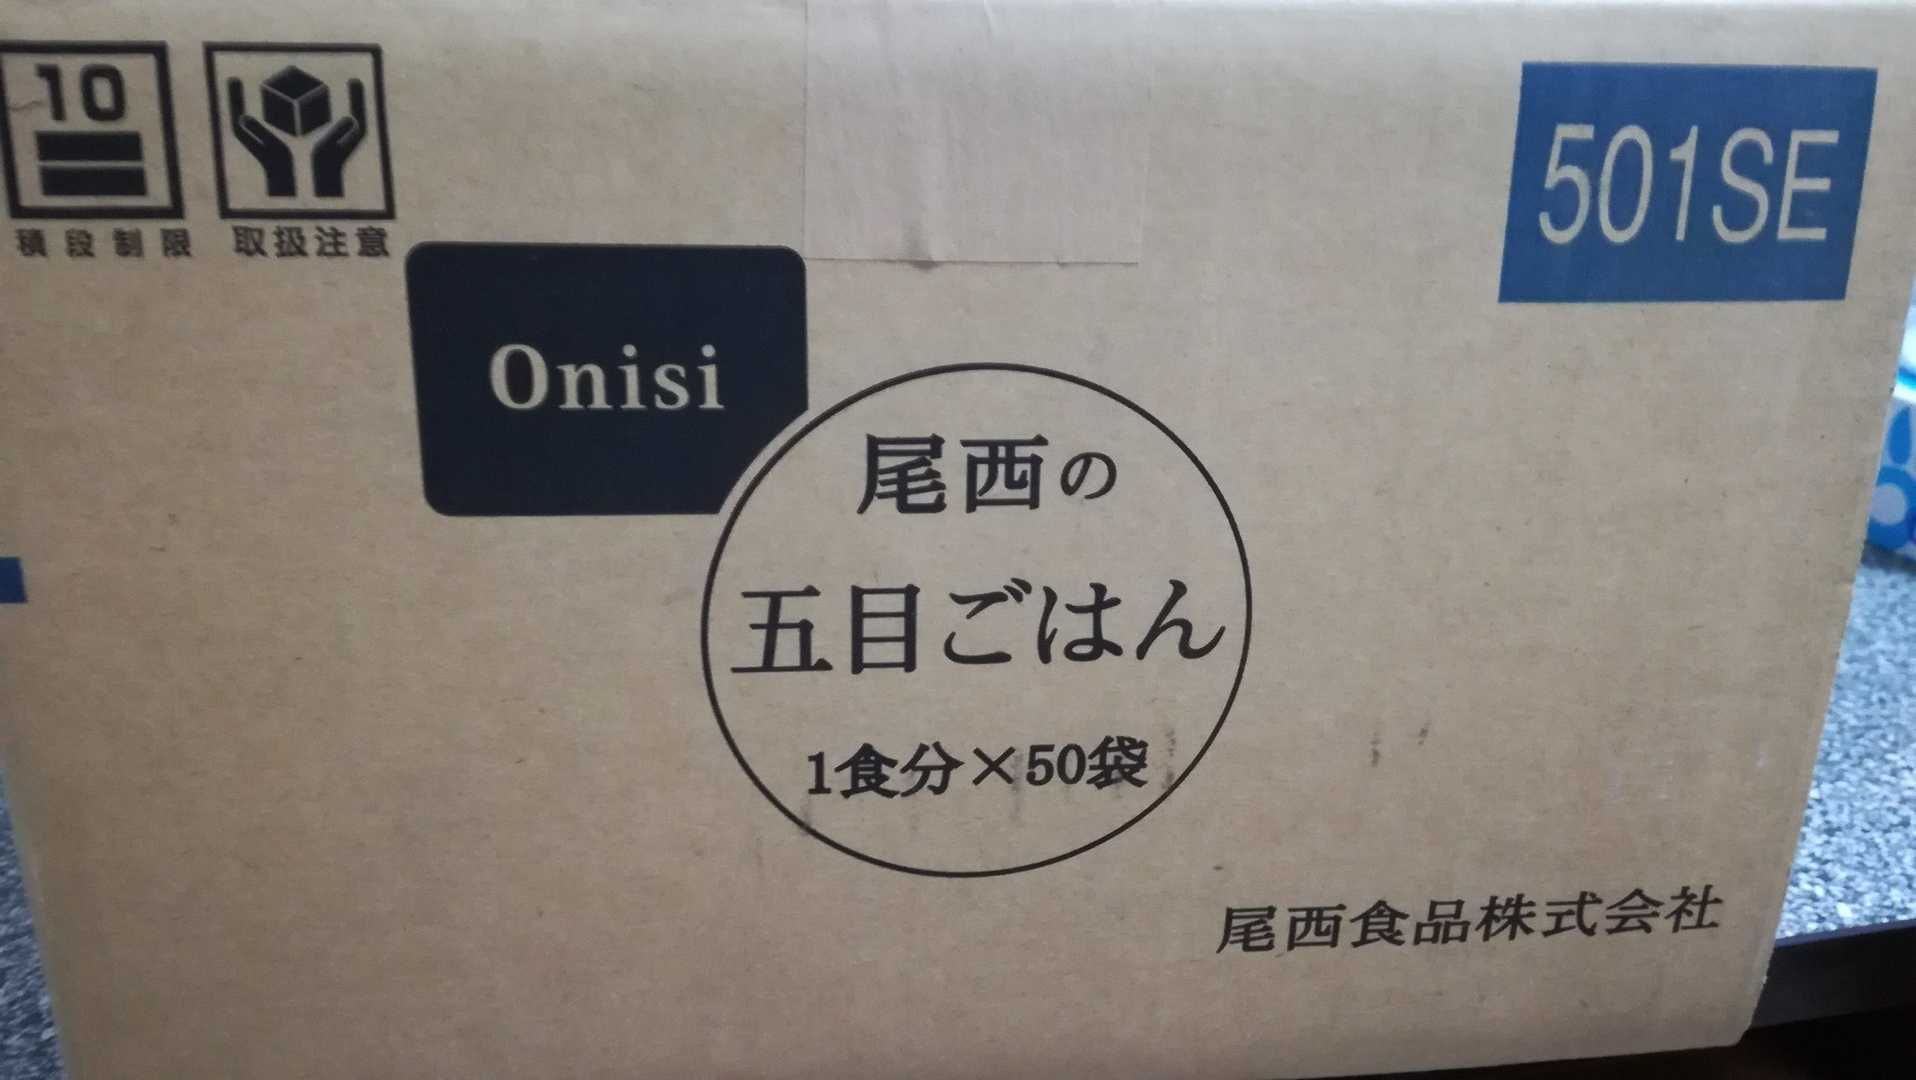 10
積段制限
取扱注意
501SE
Onisi
尾西の
五目ごはん
1食分×50袋
尾西食品株式会社